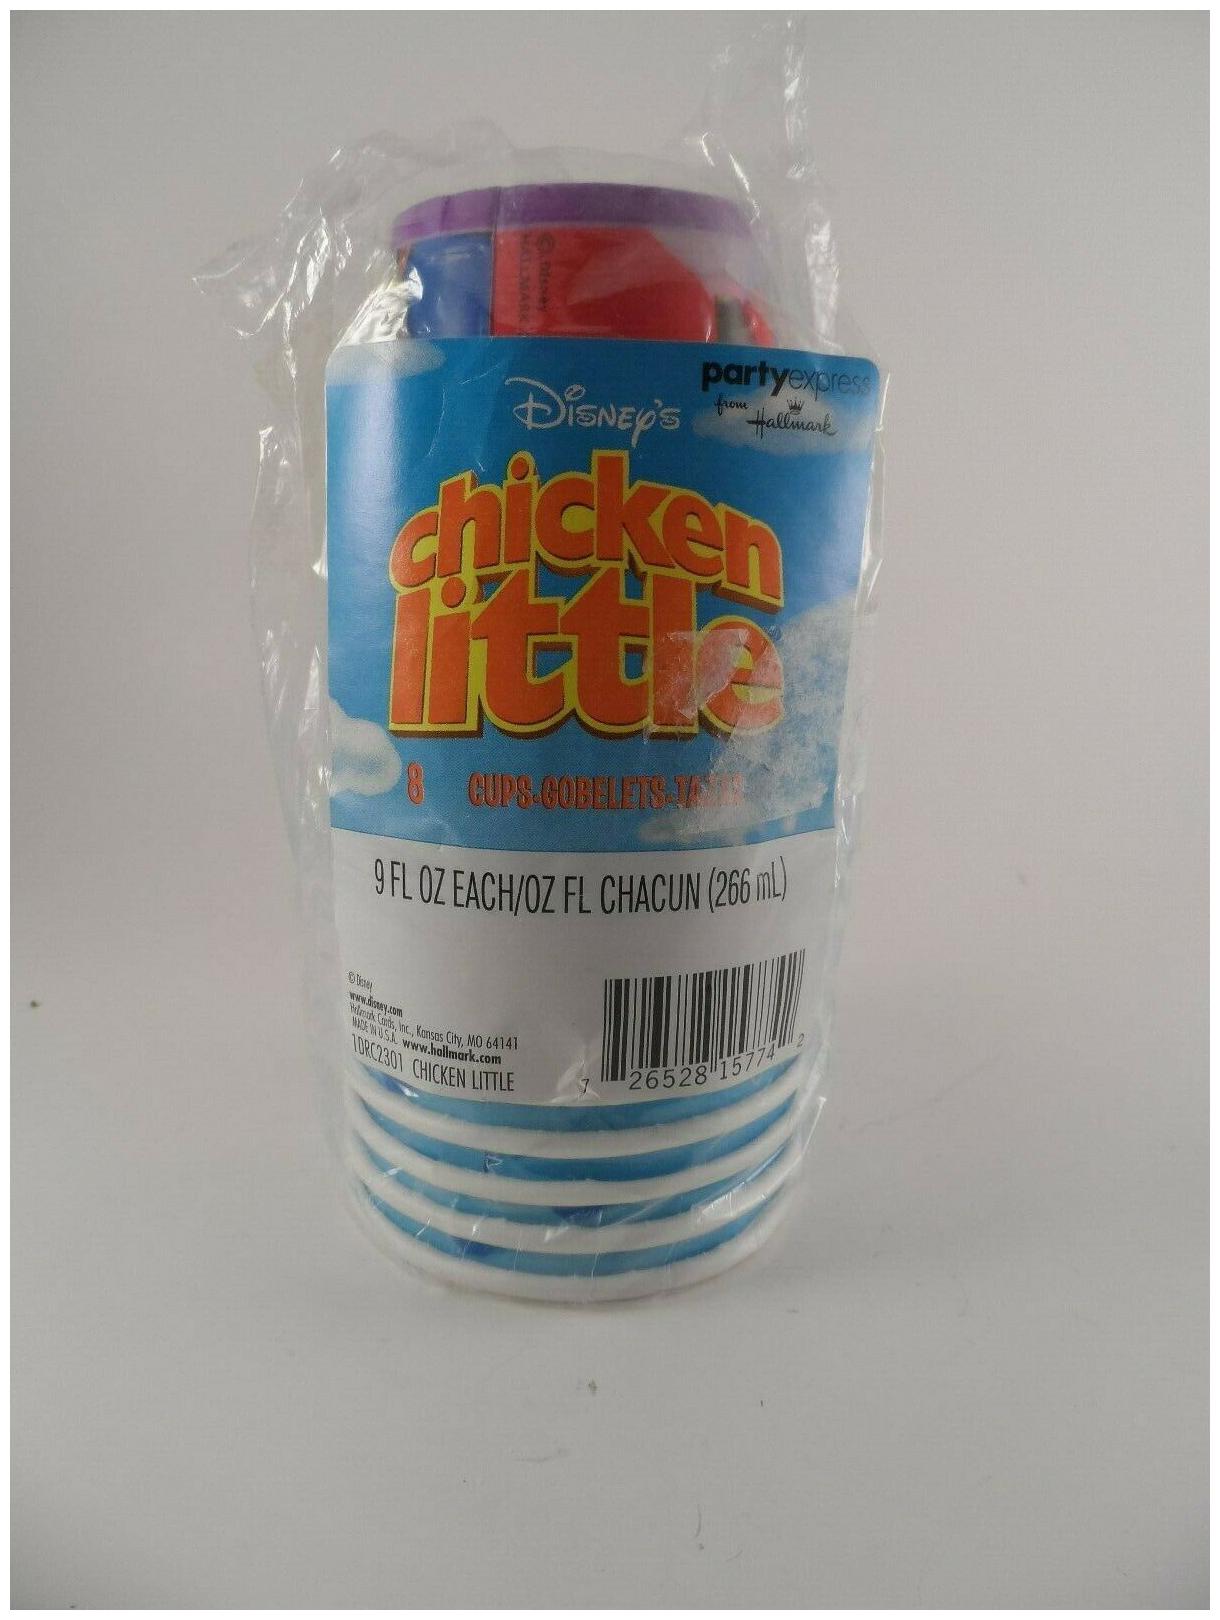 © Disney
HALLMARK
partyexpress
from Hallmark
Disney's
chicken
little
8 CUPS•GOBELETS•
9 FL OZ EACH/OZ FL CHACUN (266 mL)
© Disney
www.disney.com
Hallmark Cards, Inc., Kansas City, MO 64141
MADE IN U.S.A. www.hallmark.com
1DRC2301 CHICKEN LITTLE
7 26528 15774 2